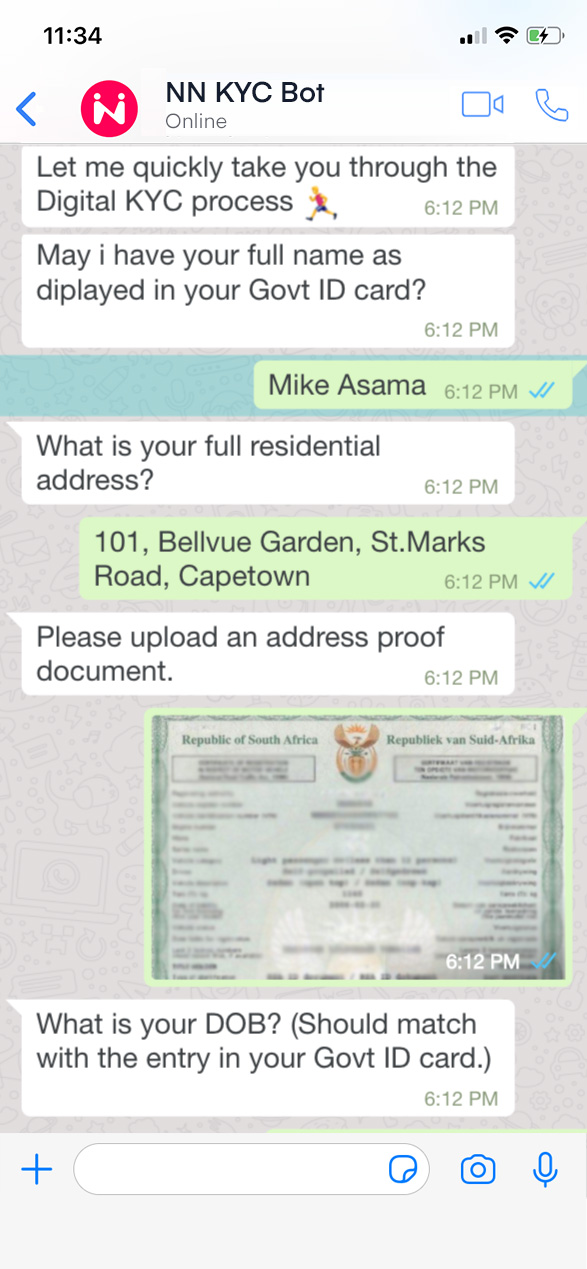 11:34
NN KYC Bot
Online
Let me quickly take you through the
Digital KYC process
6:12 PM
May i have your full name as
diplayed in your Govt ID card?
6:12 PM
Mike Asama 6:12 PM
What is your full residential
address?
6:12 PM
101, Bellvue Garden, St.Marks
Road, Capetown
6:12 PM
Please upload an address proof
document.
6:12 PM
Republic of South Africa Republiek van Suid-Afrika
6:12 PM
What is your DOB? (Should match
with the entry in your Govt ID card.)
6:12 PM